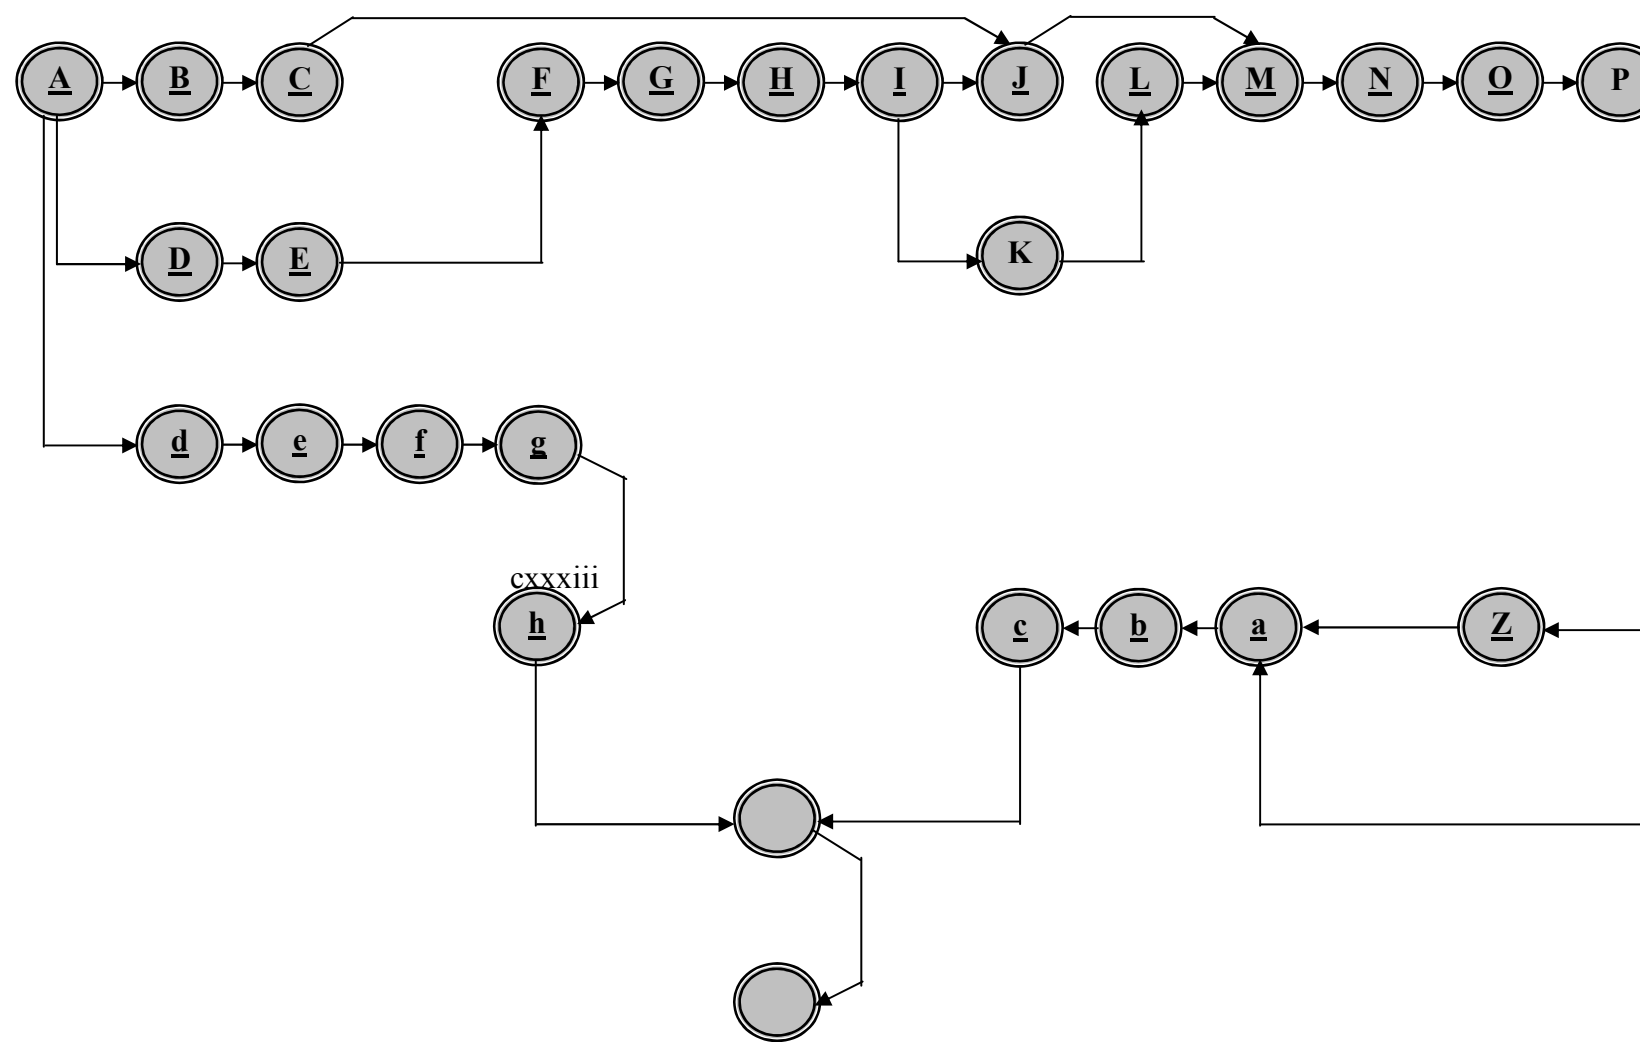 A B C F G H I J L M N O P
D E K
d e f g
cxxxiii
h c b a Z